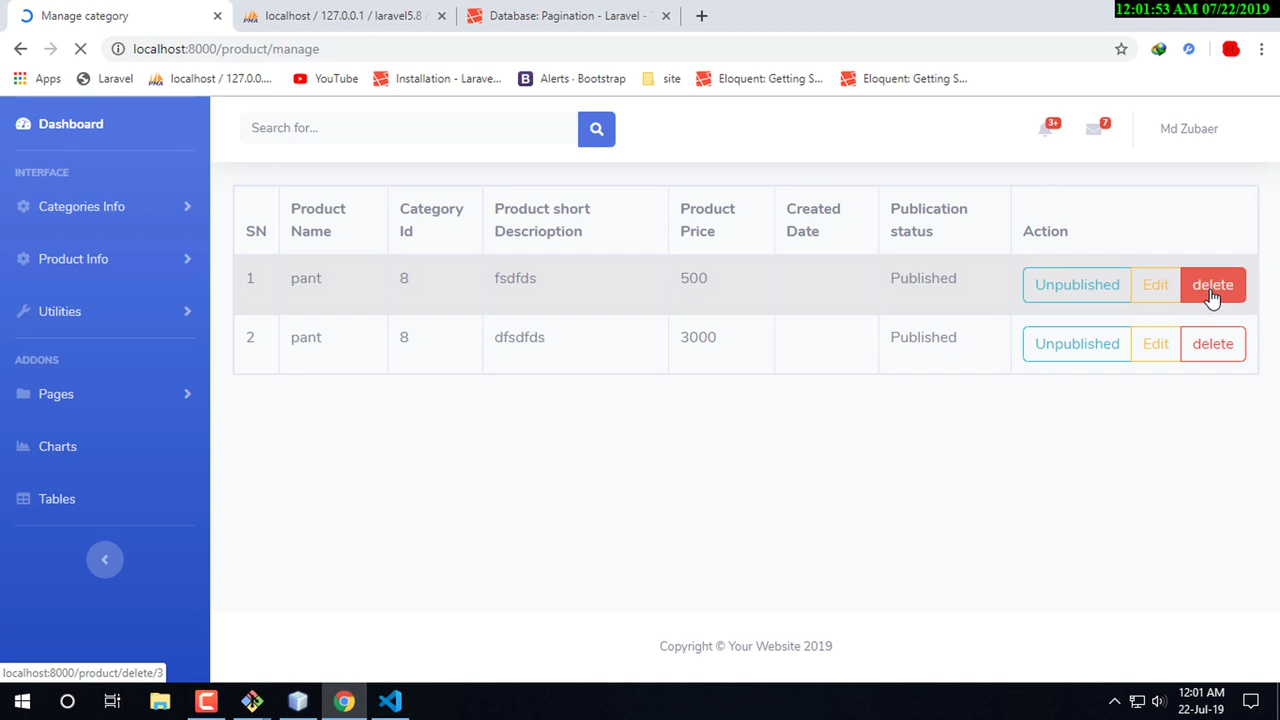 12:01:53 AM 07/22/2019
Manage category
localhost / 127.0.0.1 / laravel5.8
Database: Pagination - Laravel -
localhost:8000/product/manage
Apps
Laravel
localhost / 127.0.0....
YouTube
Installation - Larave...
Alerts · Bootstrap
site
Eloquent: Getting S...
Eloquent: Getting S...
Dashboard
INTERFACE
Categories Info
Product Info
Utilities
ADDONS
Pages
Charts
Tables
Search for...
3+
7
Md Zubaer
SN Product Name Category Id Product short Descrioption Product Price Created Date Publication status Action
1 pant 8 fsdfds 500 Published Unpublished Edit delete
2 pant 8 dfsdfds 3000 Published Unpublished Edit delete
Copyright © Your Website 2019
localhost:8000/product/delete/3
12:01 AM
22-Jul-19